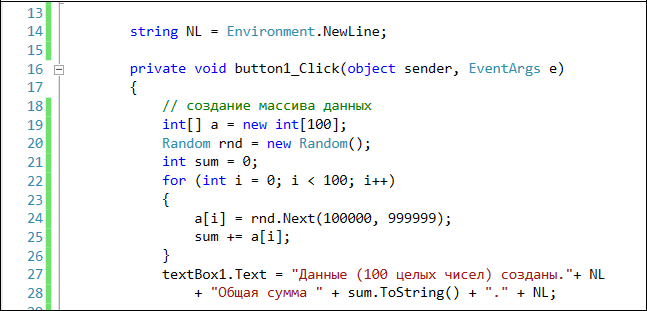 13
14 string NL = Environment.NewLine;
15
16 private void button1_Click(object sender, EventArgs e)
17 {
18 // создание массива данных
19 int[] a = new int[100];
20 Random rnd = new Random();
21 int sum = 0;
22 for (int i = 0; i < 100; i++)
23 {
24 a[i] = rnd.Next(100000, 999999);
25 sum += a[i];
26 }
27 textBox1.Text = "Данные (100 целых чисел) созданы."+ NL
28 + "Общая сумма " + sum.ToString() + "." + NL;